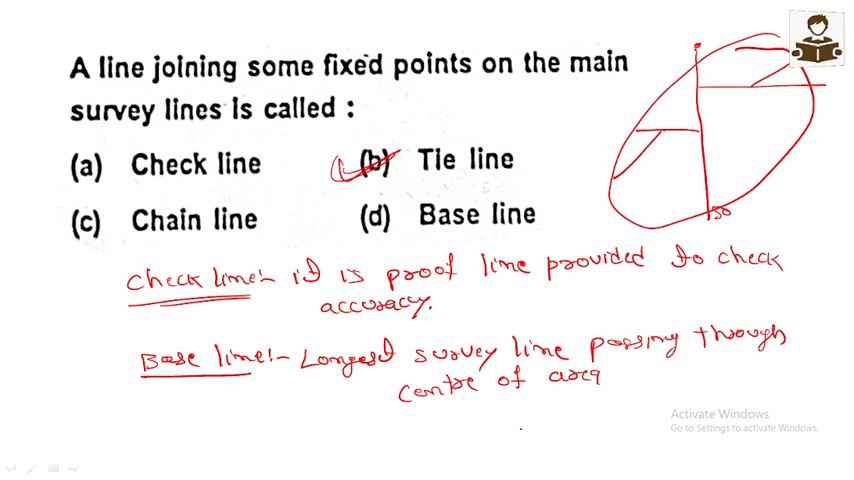 A line joining some fixed points on the main
survey lines is called :
(a) Check line (b) Tie line
(c) Chain line (d) Base line
Check line:- it is proof line provided to check
accuracy.
Base line:- Longest survey line passing through
centre of area
50
Activate Windows
Go to Settings to activate Windows.